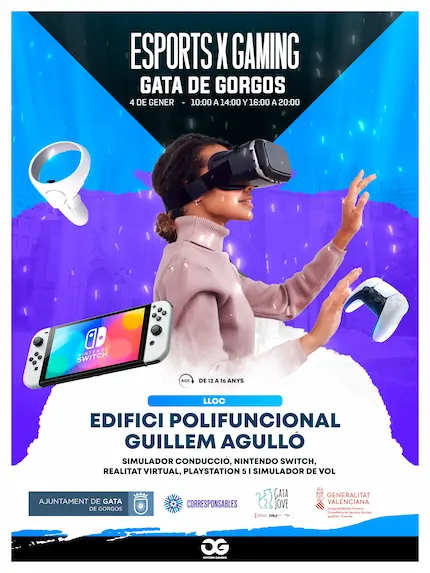 ESPORTS X GAMING
GATA DE GORGOS
4 DE GENER - 10:00 A 14:00 Y 16:00 A 20:00
NINTENDO
SWITCH
AGE DE 12 A 16 ANYS
LLOC
EDIFICI POLIFUNCIONAL
GUILLEM AGULLÓ
SIMULADOR CONDUCCIÓ, NINTENDO SWITCH,
REALITAT VIRTUAL, PLAYSTATION 5 I SIMULADOR DE VOL
AJUNTAMENT DE GATA
DE GORGOS
CORRESPONSABLES
GATA
JOVE
GENERALITAT
VALENCIANA
OG